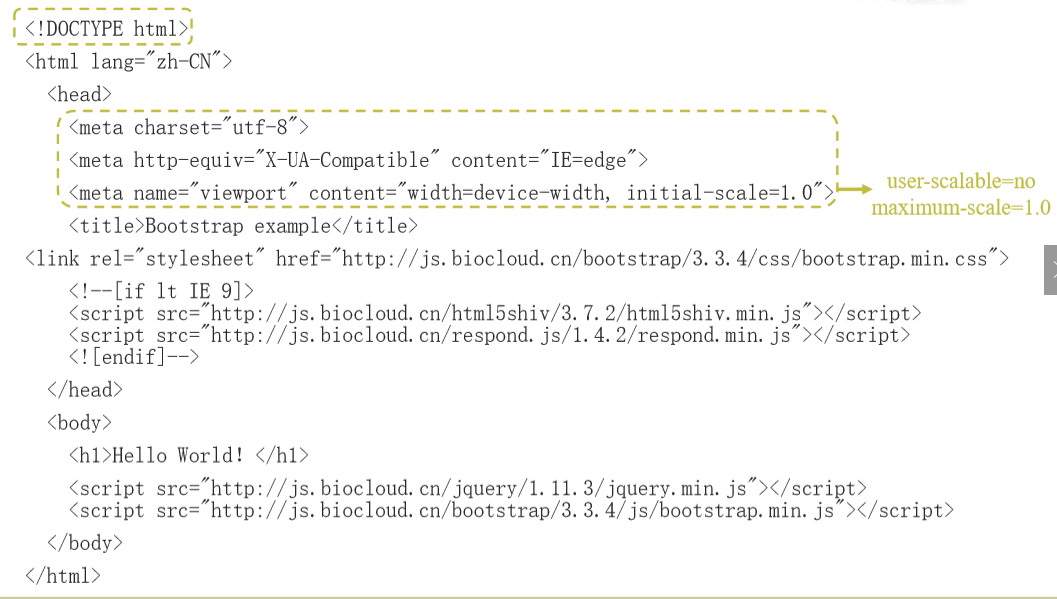 <!DOCTYPE html>
<html lang="zh-CN">
<head>
<meta charset="utf-8">
<meta http-equiv="X-UA-Compatible" content="IE=edge">
<meta name="viewport" content="width=device-width, initial-scale=1.0">
user-scalable=no
maximum-scale=1.0
<title>Bootstrap example</title>
<link rel="stylesheet" href="http://js.biocloud.cn/bootstrap/3.3.4/css/bootstrap.min.css">
<!--[if lt IE 9]>
<script src="http://js.biocloud.cn/html5shiv/3.7.2/html5shiv.min.js"></script>
<script src="http://js.biocloud.cn/respond.js/1.4.2/respond.min.js"></script>
<![endif]-->
</head>
<body>
<h1>Hello World! </h1>
<script src="http://js.biocloud.cn/jquery/1.11.3/jquery.min.js"></script>
<script src="http://js.biocloud.cn/bootstrap/3.3.4/js/bootstrap.min.js"></script>
</body>
</html>